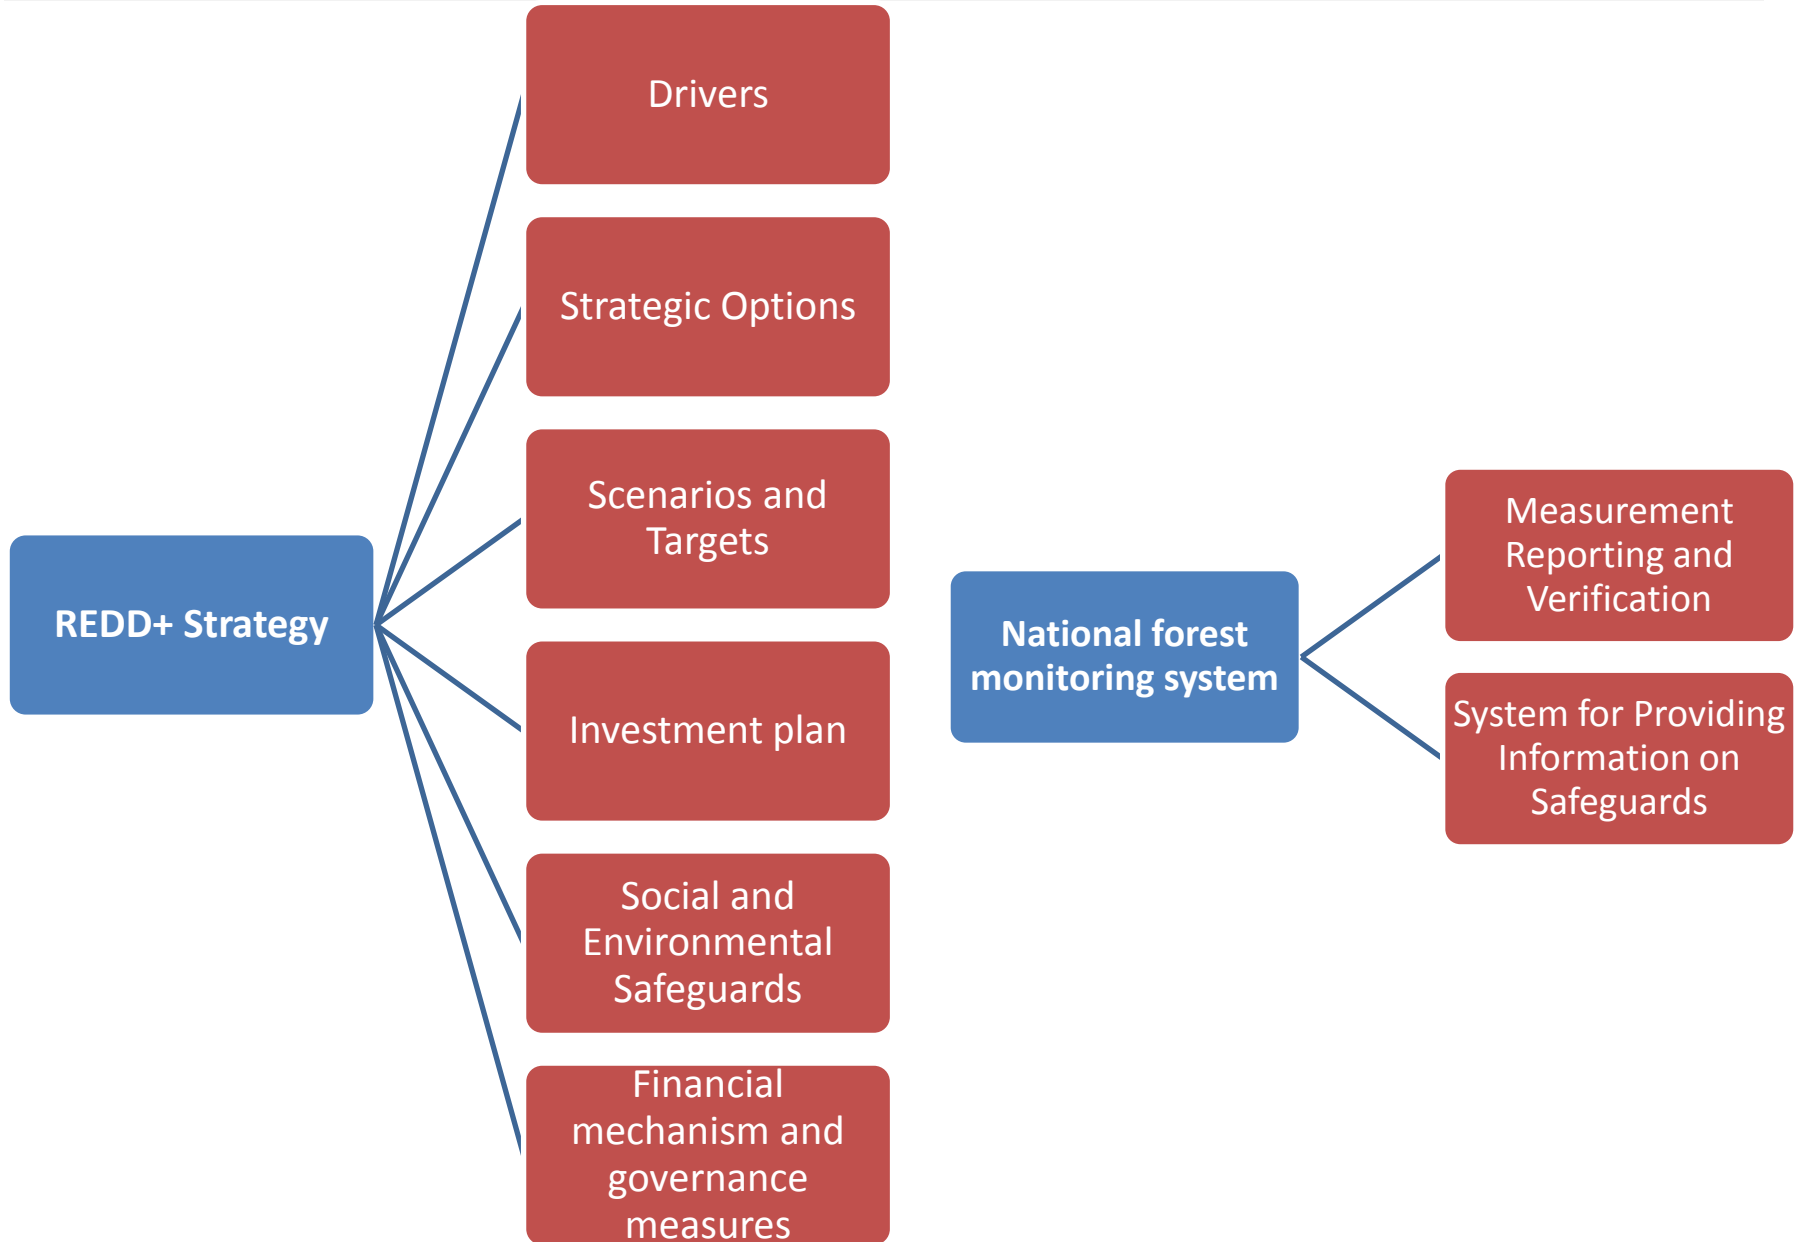 REDD+ Strategy
Drivers
Strategic Options
Scenarios and
Targets
Investment plan
Social and
Environmental
Safeguards
Financial
mechanism and
governance
measures
National forest
monitoring system
Measurement
Reporting and
Verification
System for Providing
Information on
Safeguards